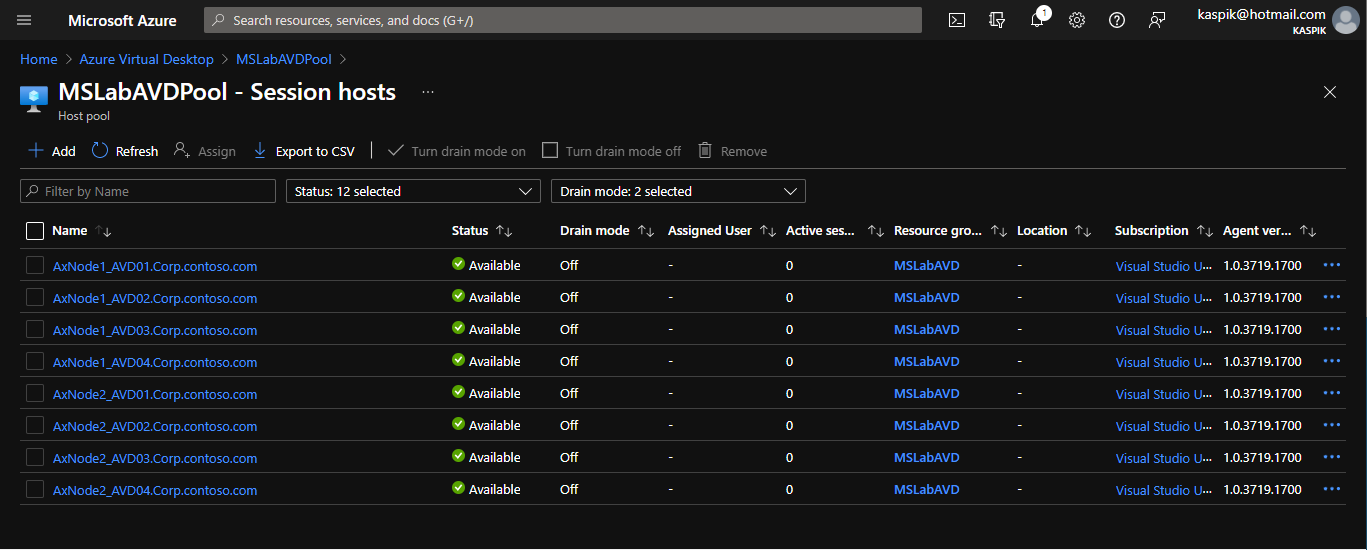 Microsoft Azure
Search resources, services, and docs (G+/)
1
kaspik@hotmail.com
KASPIK
Home > Azure Virtual Desktop > MSLabAVDPool >
MSLabAVDPool - Session hosts ...
Host pool
Add Refresh Assign Export to CSV Turn drain mode on Turn drain mode off Remove
Filter by Name Status: 12 selected Drain mode: 2 selected
Name Status Drain mode Assigned User Active ses... Resource gro... Location Subscription Agent ver...
AxNode1_AVD01.Corp.contoso.com Available Off - 0 MSLabAVD - Visual Studio U... 1.0.3719.1700 ...
AxNode1_AVD02.Corp.contoso.com Available Off - 0 MSLabAVD - Visual Studio U... 1.0.3719.1700 ...
AxNode1_AVD03.Corp.contoso.com Available Off - 0 MSLabAVD - Visual Studio U... 1.0.3719.1700 ...
AxNode1_AVD04.Corp.contoso.com Available Off - 0 MSLabAVD - Visual Studio U... 1.0.3719.1700 ...
AxNode2_AVD01.Corp.contoso.com Available Off - 0 MSLabAVD - Visual Studio U... 1.0.3719.1700 ...
AxNode2_AVD02.Corp.contoso.com Available Off - 0 MSLabAVD - Visual Studio U... 1.0.3719.1700 ...
AxNode2_AVD03.Corp.contoso.com Available Off - 0 MSLabAVD - Visual Studio U... 1.0.3719.1700 ...
AxNode2_AVD04.Corp.contoso.com Available Off - 0 MSLabAVD - Visual Studio U... 1.0.3719.1700 ...